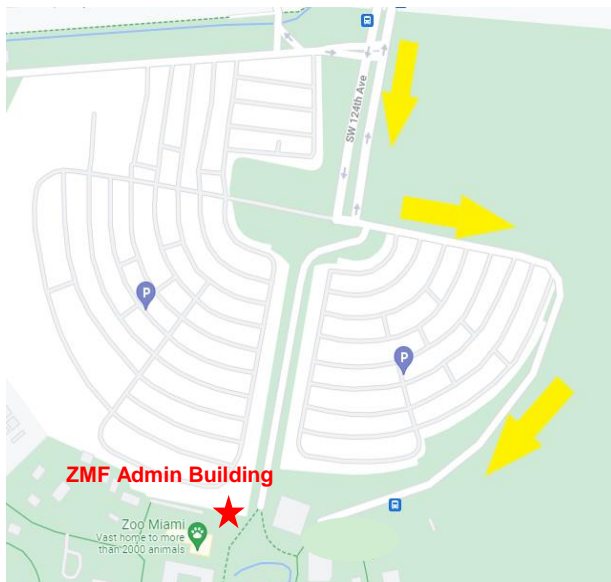 SW 124th Ave
P
P
ZMF Admin Building
Zoo Miami
Vast home to more
than 2000 animals